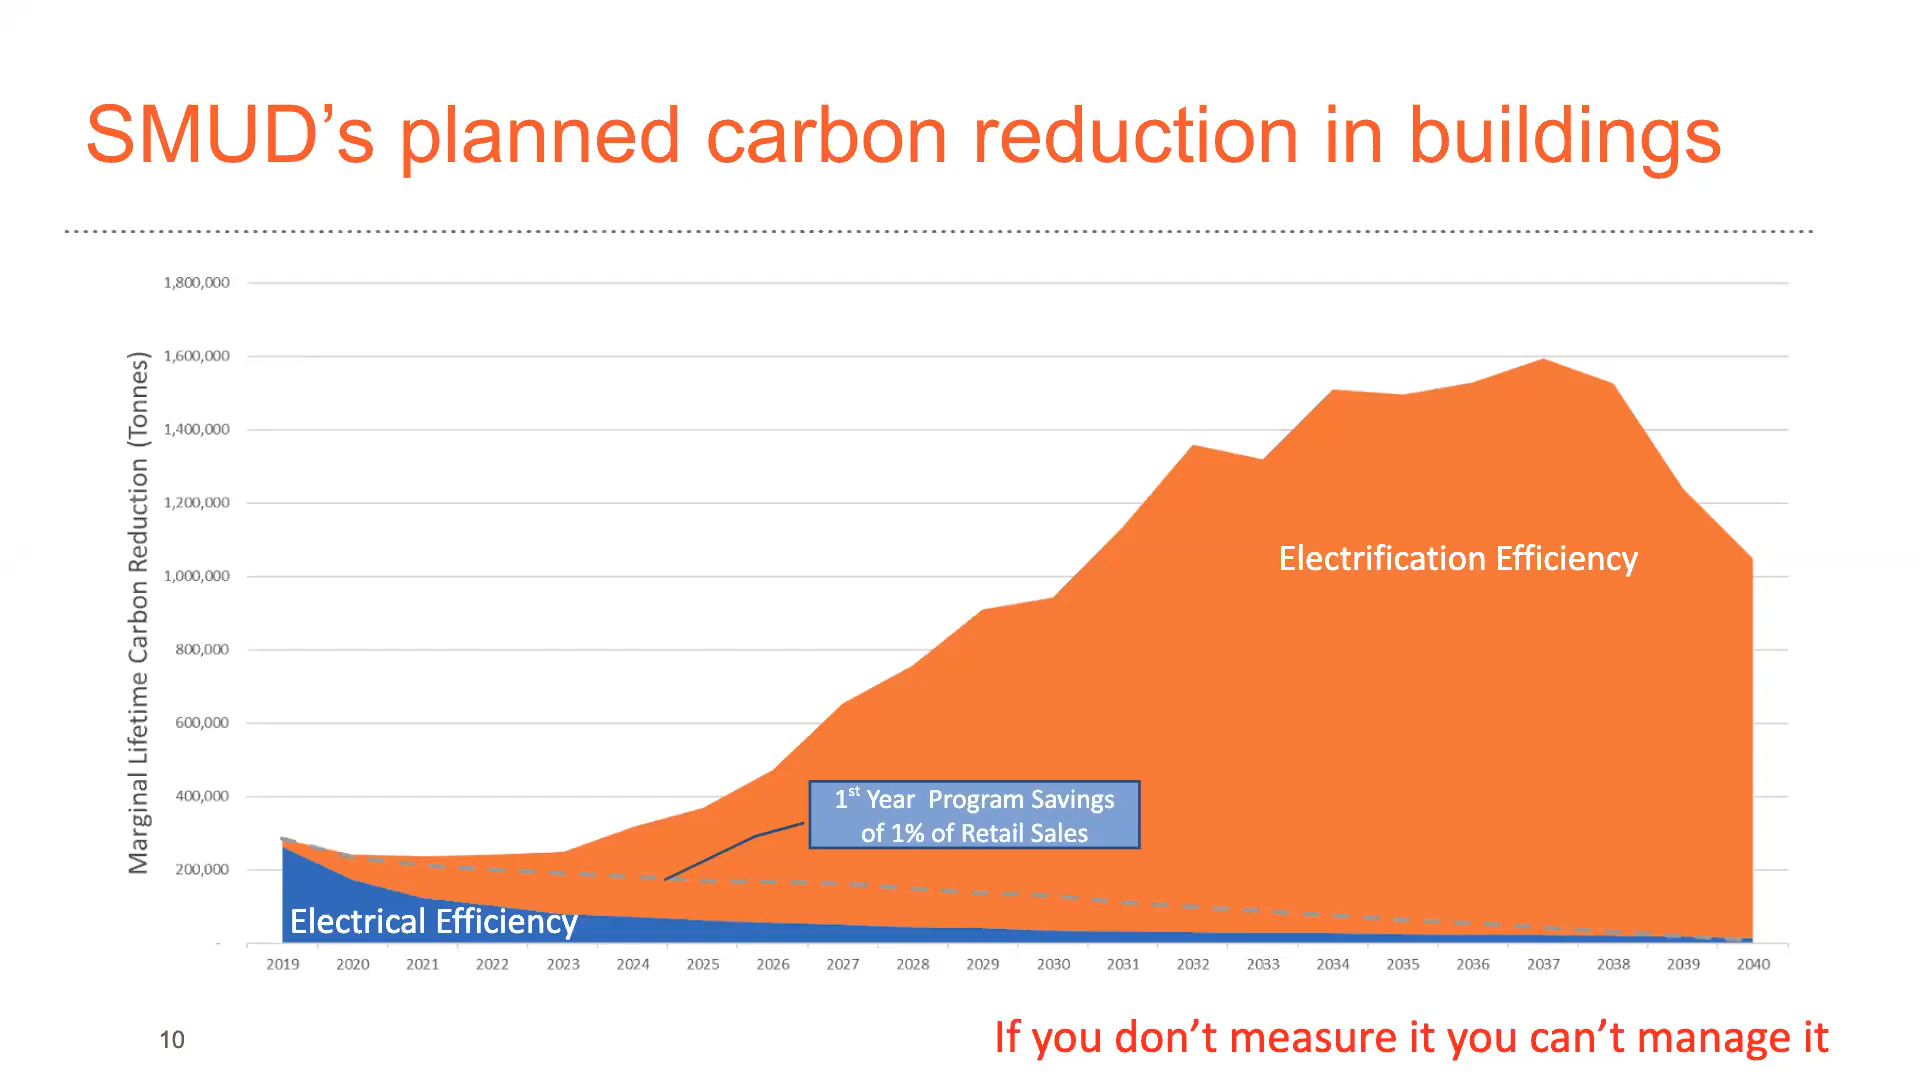 SMUD’s planned carbon reduction in buildings
Marginal Lifetime Carbon Reduction (Tonnes)
1,800,000
1,600,000
1,400,000
1,200,000
1,000,000
800,000
600,000
400,000
200,000
-
Electrification Efficiency
1st Year Program Savings
of 1% of Retail Sales
Electrical Efficiency
2019 2020 2021 2022 2023 2024 2025 2026 2027 2028 2029 2030 2031 2032 2033 2034 2035 2036 2037 2038 2039 2040
10
If you don’t measure it you can’t manage it